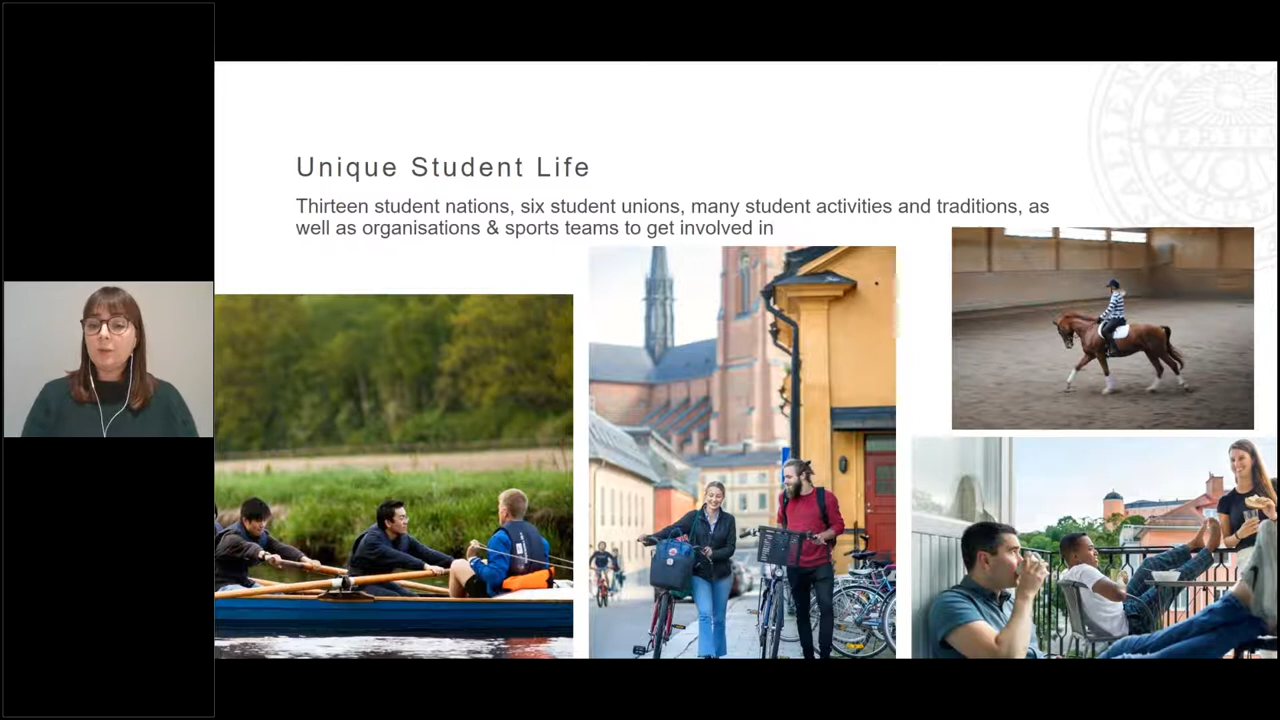 Unique Student Life
Thirteen student nations, six student unions, many student activities and traditions, as
well as organisations & sports teams to get involved in